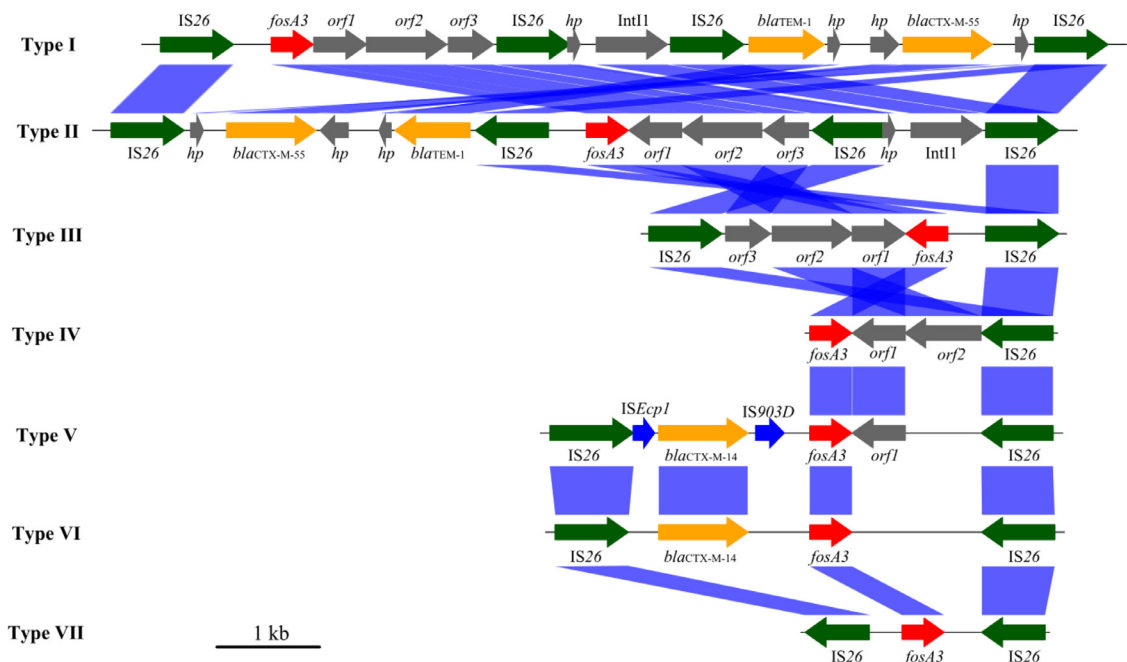 IS26 fosA3 orf1 orf2 orf3 IS26 hp IntI1 IS26 blaTEM-1 hp hp blaCTX-M-55 hp IS26
Type I
Type II
IS26 hp blaCTX-M-55 hp hp blaTEM-1 IS26 fosA3 orf1 orf2 orf3 IS26 hp IntI1 IS26
Type III
IS26 orf3 orf2 orf1 fosA3 IS26
Type IV
fosA3 orf1 orf2 IS26
ISEcp1 IS903D
Type V
IS26 blaCTX-M-14 fosA3 orf1 IS26
Type VI
IS26 blaCTX-M-14 fosA3 IS26
Type VII
1 kb
IS26 fosA3 IS26